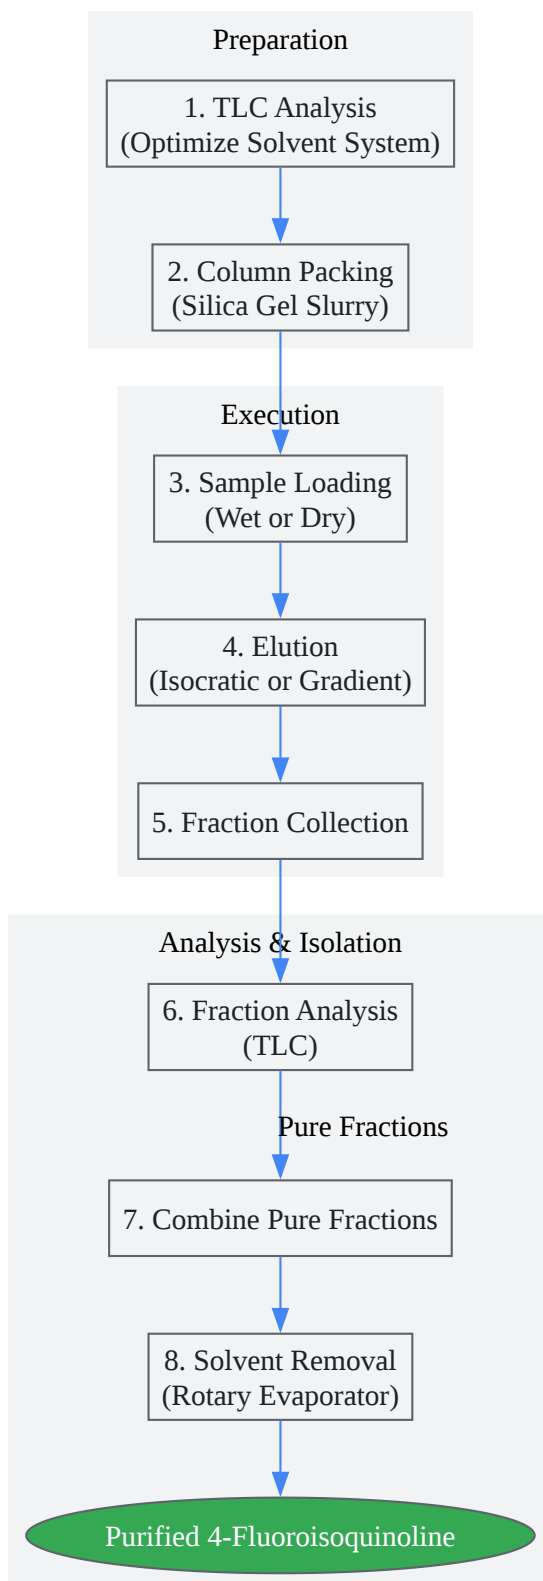 Preparation
1. TLC Analysis
(Optimize Solvent System)
2. Column Packing
(Silica Gel Slurry)
Execution
3. Sample Loading
(Wet or Dry)
4. Elution
(Isocratic or Gradient)
5. Fraction Collection
Analysis & Isolation
6. Fraction Analysis
(TLC)
Pure Fractions
7. Combine Pure Fractions
8. Solvent Removal
(Rotary Evaporator)
Purified 4-Fluoroisoquinoline